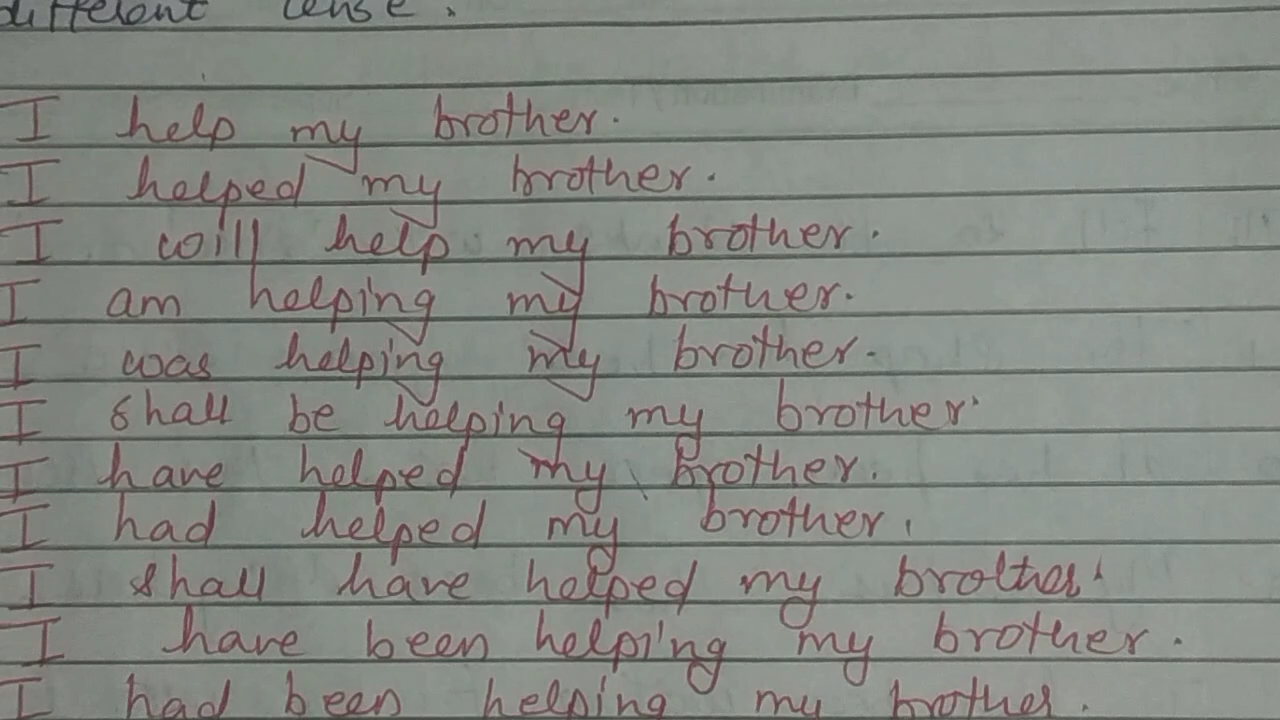 different tense.
I help my brother.
I helped my brother.
I will help my brother.
I am helping my brother.
I was helping my brother.
I shall be helping my brother.
I have helped my brother.
I had helped my brother.
I shall have helped my brother.
I have been helping my brother.
I had been helping my brother.